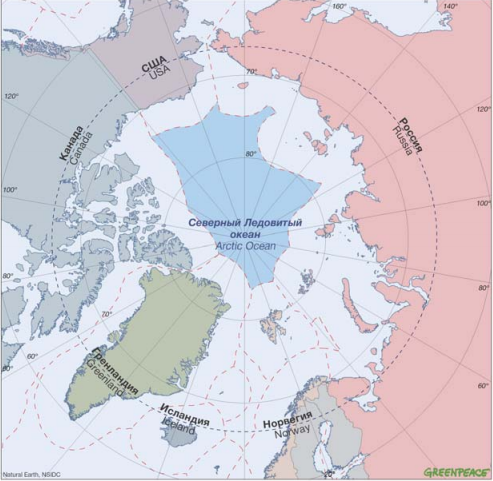 160°
140°
США
USA
70°
120°
120°
Россия
Russia
Канада
Canada
80°
100°
100°
Северный Ледовитый
океан
Arctic Ocean
80°
80°
70°
60°
80°
60°
Гренландия
Greenland
Исландия
Iceland
Норвегия
Norway
Natural Earth, NSIDC
GREENPEACE